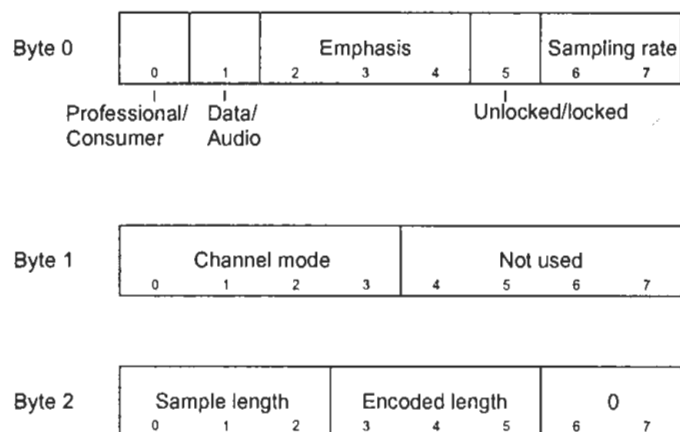 Byte 0 Emphasis Sampling rate
0 1 2 3 4 5 6 7
Professional/ Data/ Unlocked/locked
Consumer Audio
Byte 1 Channel mode Not used
0 1 2 3 4 5 6 7
Byte 2 Sample length Encoded length 0
0 1 2 3 4 5 6 7